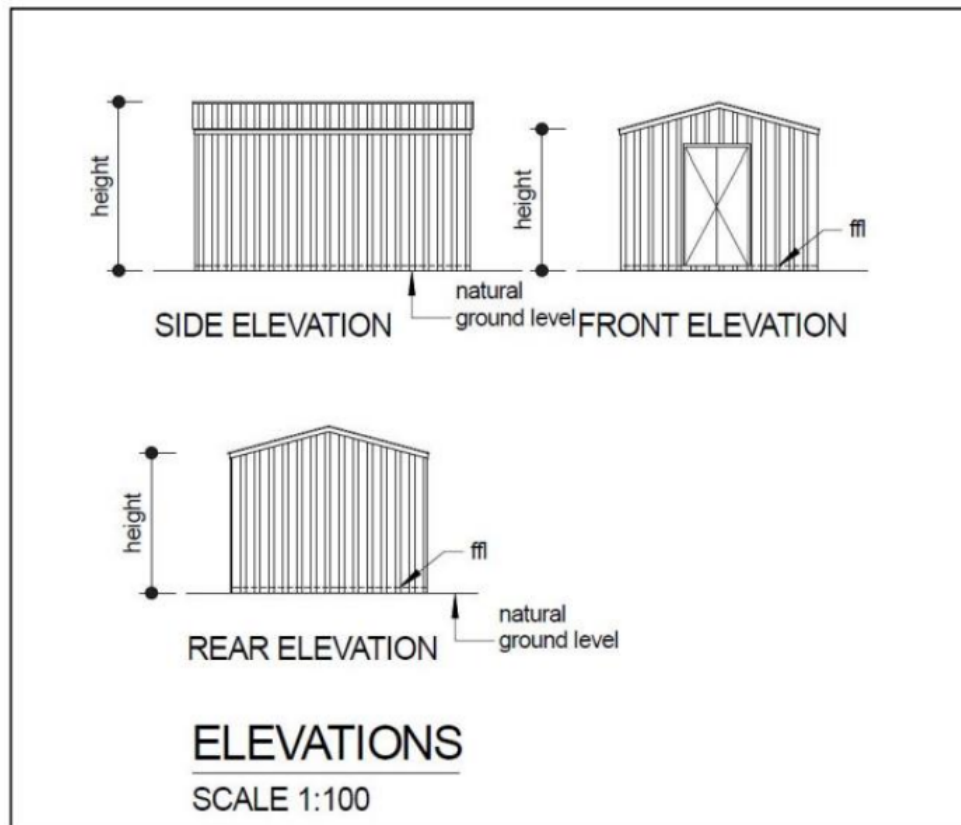 height
height
ffl
natural
ground level
SIDE ELEVATION
FRONT ELEVATION
height
ffl
natural
ground level
REAR ELEVATION
ELEVATIONS
SCALE 1:100